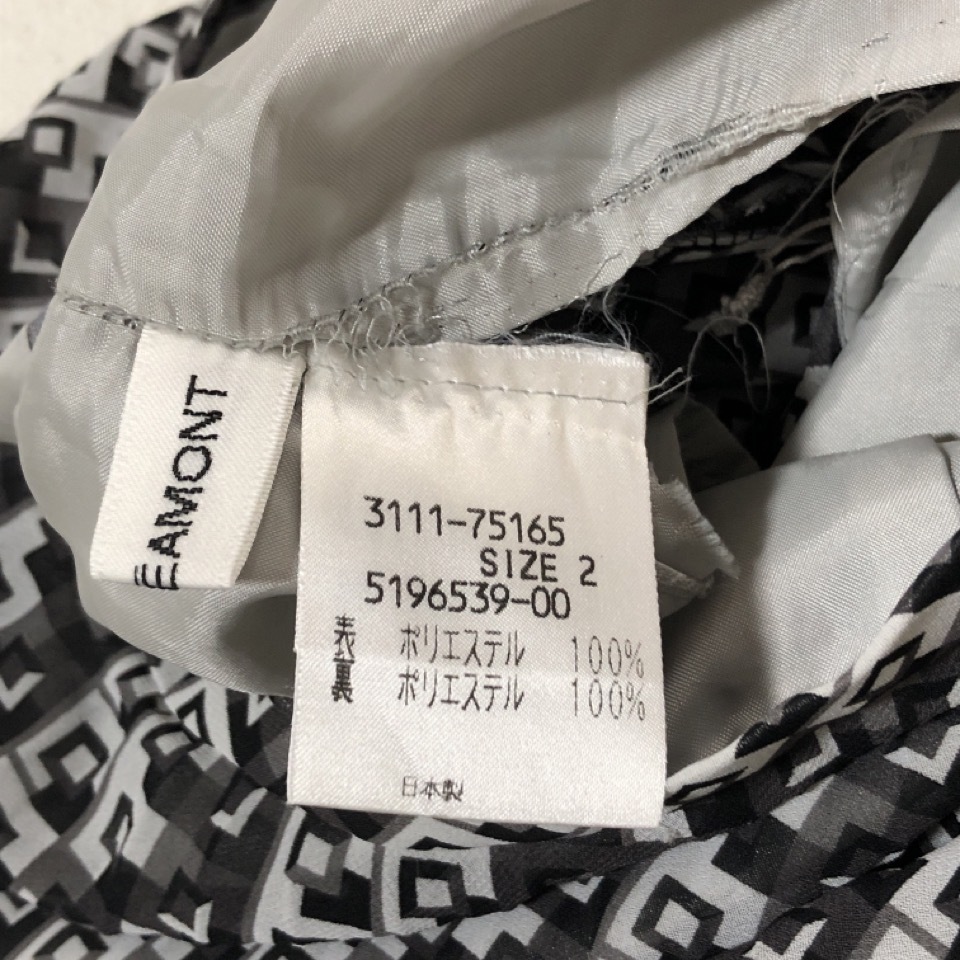 EAMONT
3111-75165
SIZE 2
5196539-00
表 ポリエステル 100%
裏 ポリエステル 100%
日本製